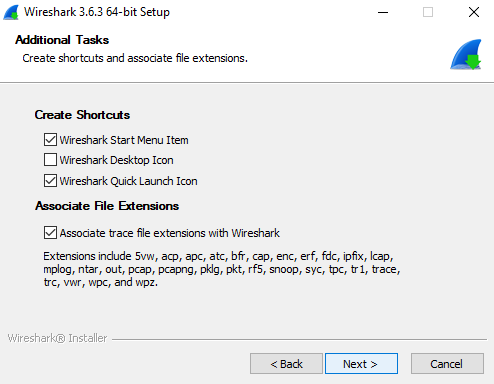 Wireshark 3.6.3 64-bit Setup
Additional Tasks
Create shortcuts and associate file extensions.
Create Shortcuts
Wireshark Start Menu Item
Wireshark Desktop Icon
Wireshark Quick Launch Icon
Associate File Extensions
Associate trace file extensions with Wireshark
Extensions include 5vw, acp, apc, atc, bfr, cap, enc, erf, fdc, ipfix, lcap,
mplog, ntar, out, pcap, pcapng, pklg, pkt, rf5, snoop, syc, tpc, tr1, trace,
trc, vwr, wpc, and wpz.
Wireshark® Installer
< Back
Next >
Cancel